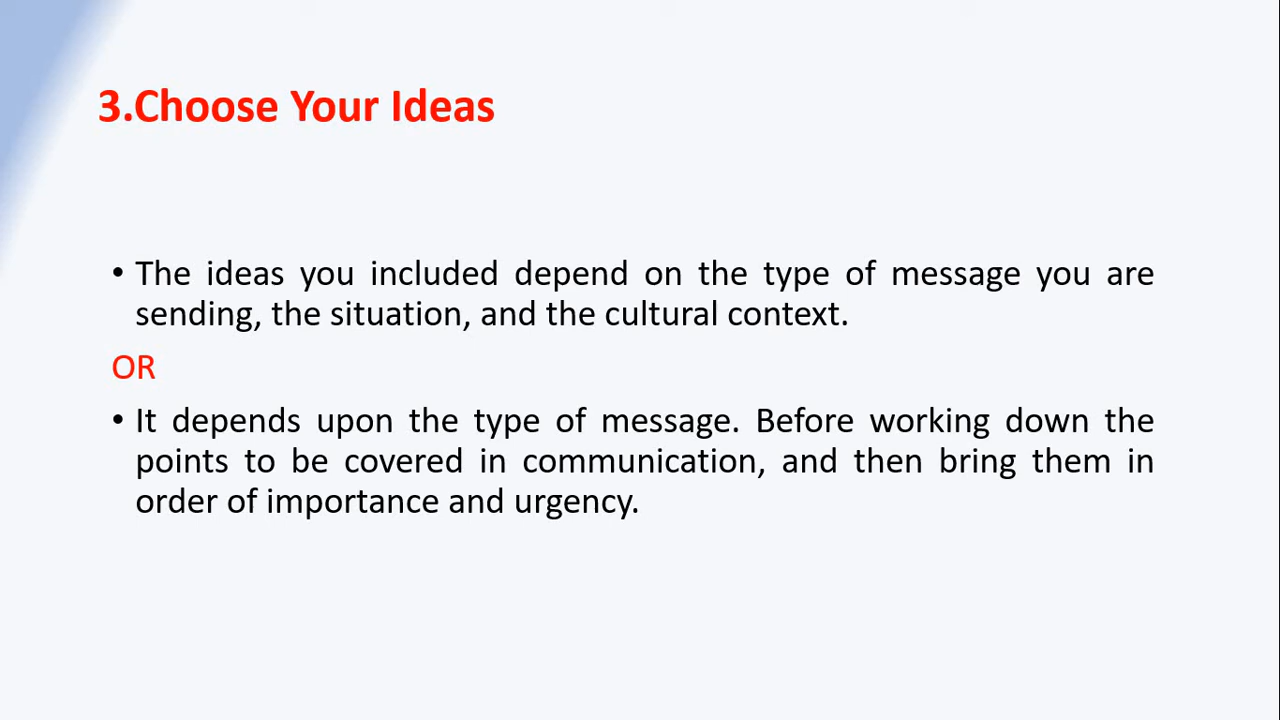 3.Choose Your Ideas
• The ideas you included depend on the type of message you are
sending, the situation, and the cultural context.
OR
• It depends upon the type of message. Before working down the
points to be covered in communication, and then bring them in
order of importance and urgency.